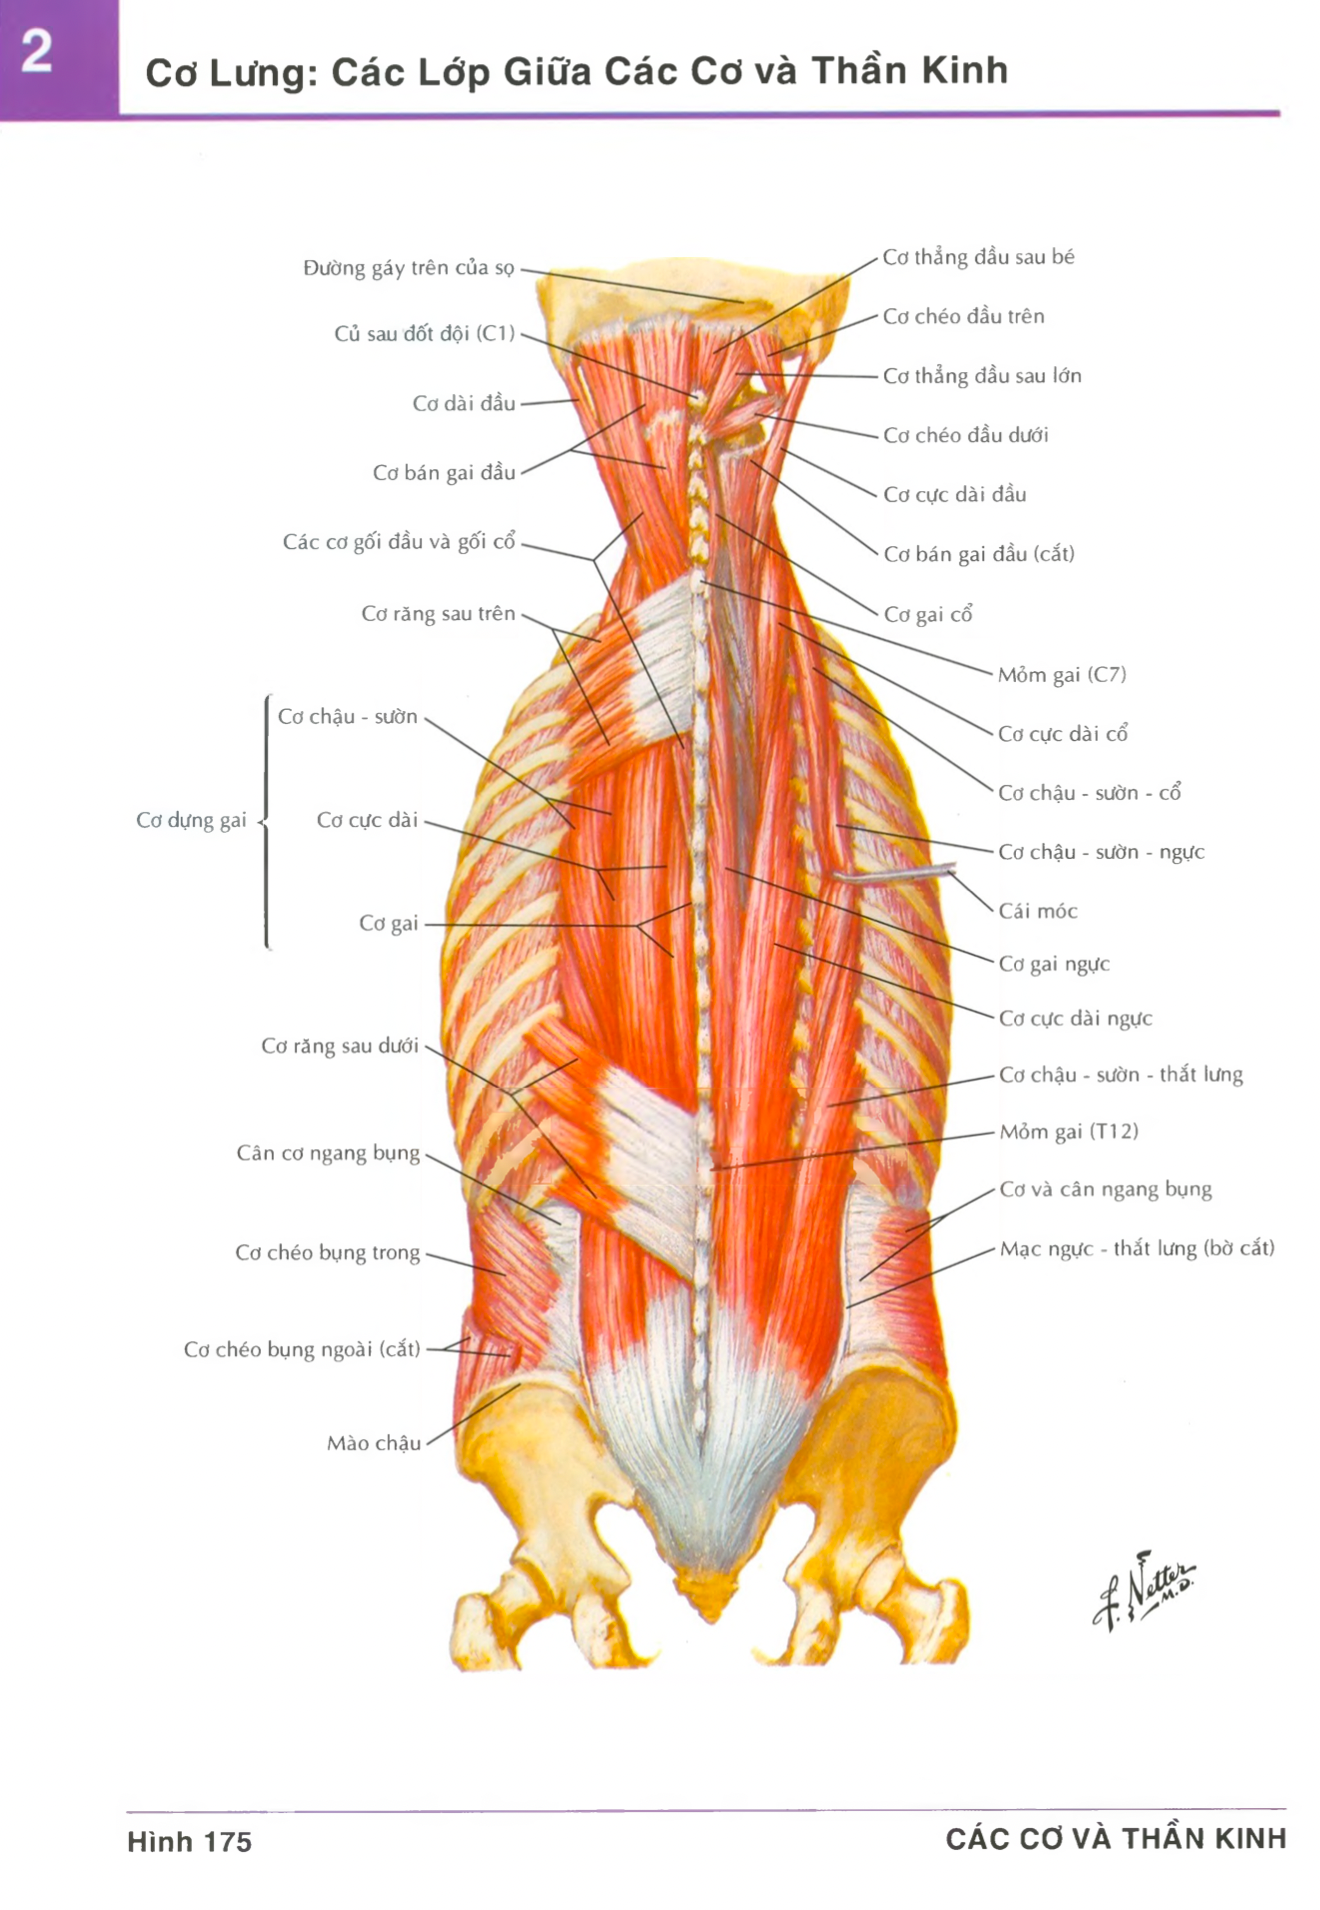 2
Cơ Lưng: Các Lớp Giữa Các Cơ và Thần Kinh
Đường gáy trên của sọ
Củ sau đốt đội (C1)
Cơ dài đầu
Cơ bán gai đầu
Các cơ gối đầu và gối cổ
Cơ răng sau trên
Cơ chậu - sườn
Cơ dựng gai
Cơ cực dài
Cơ gai
Cơ răng sau dưới
Cân cơ ngang bụng
Cơ chéo bụng trong
Cơ chéo bụng ngoài (cắt)
Mào chậu
Cơ thẳng đầu sau bé
Cơ chéo đầu trên
Cơ thẳng đầu sau lớn
Cơ chéo đầu dưới
Cơ cực dài đầu
Cơ bán gai đầu (cắt)
Cơ gai cổ
Mỏm gai (C7)
Cơ cực dài cổ
Cơ chậu - sườn - cổ
Cơ chậu - sườn - ngực
Cái móc
Cơ gai ngực
Cơ cực dài ngực
Cơ chậu - sườn - thắt lưng
Mỏm gai (T12)
Cơ và cân ngang bụng
Mạc ngực - thắt lưng (bờ cắt)
F. Netter
M.D.
Hình 175
CÁC CƠ VÀ THẦN KINH